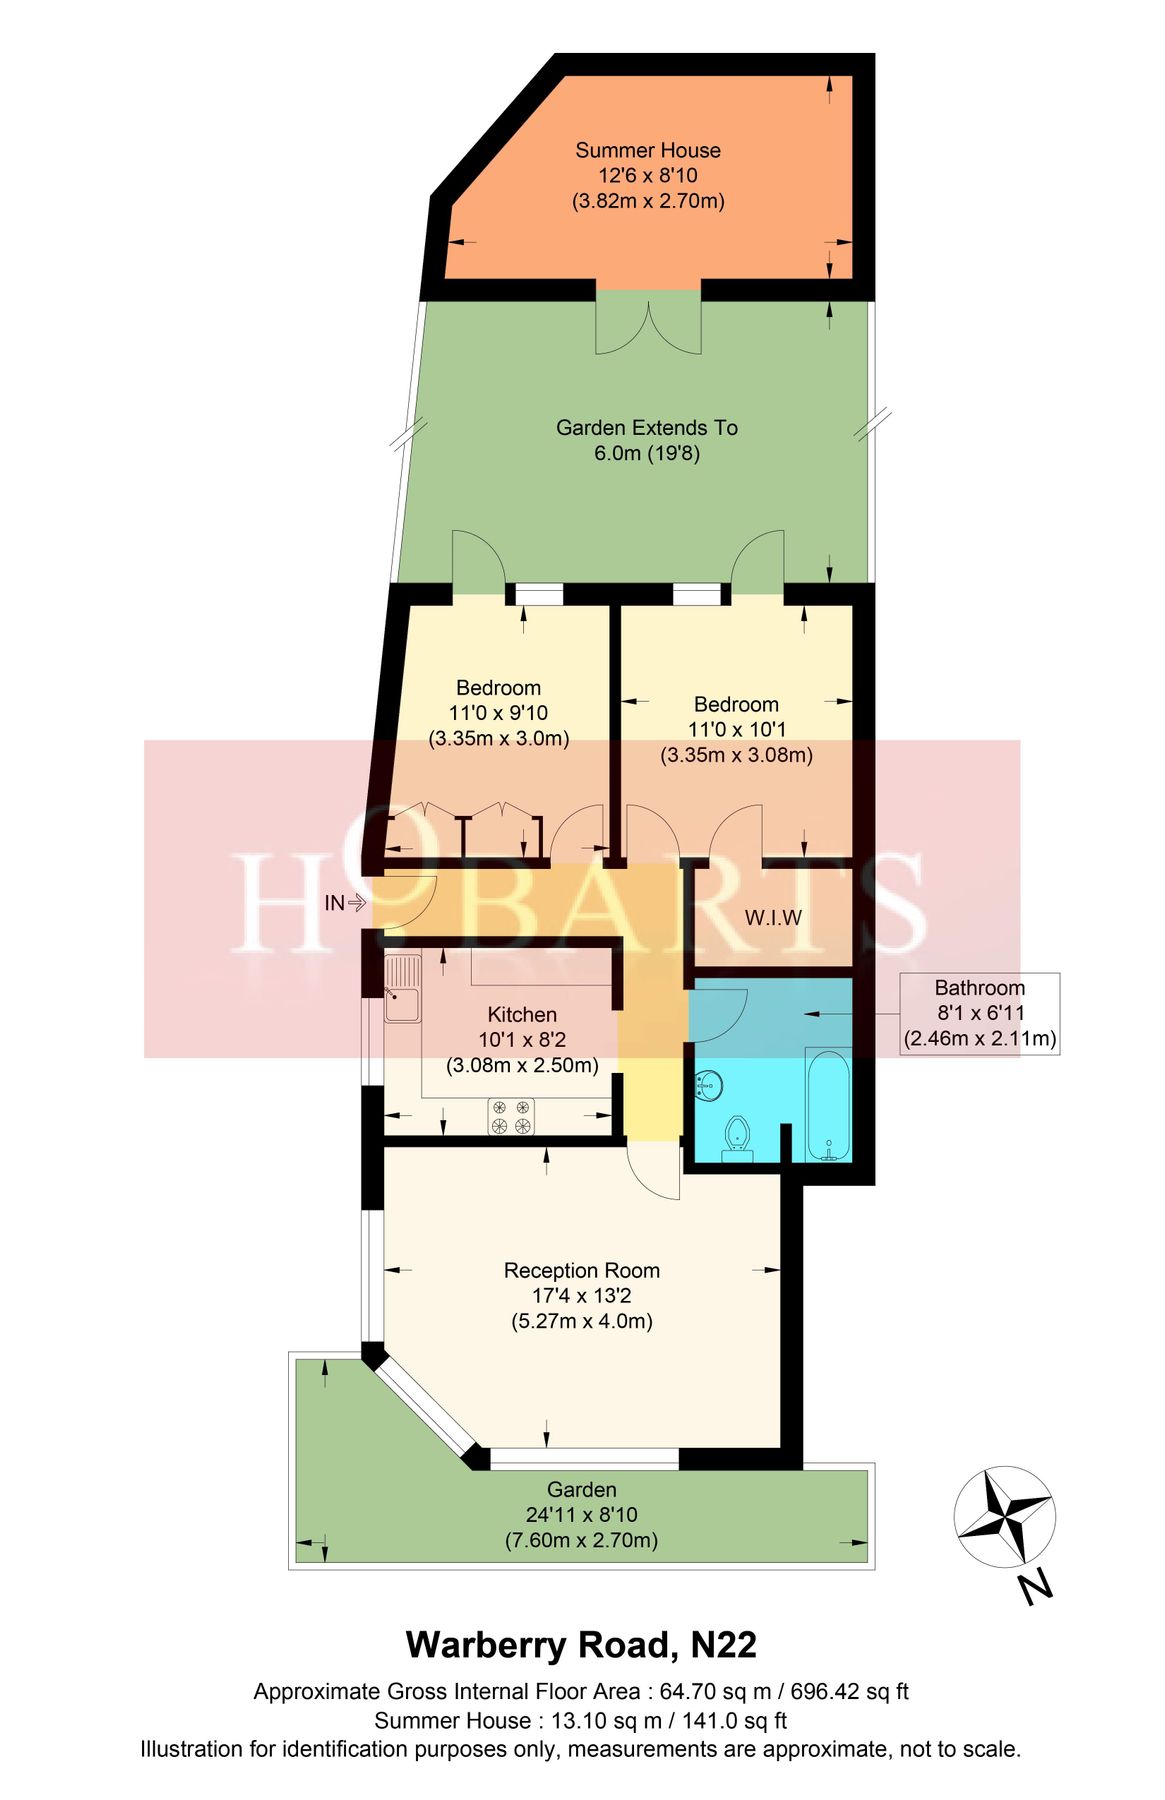 Summer House
12'6 x 8'10
(3.82m x 2.70m)
Garden Extends To
6.0m (19'8)
Bedroom
11'0 x 9'10
(3.35m x 3.0m)
Bedroom
11'0 x 10'1
(3.35m x 3.08m)
HOBARTS
IN
W.I.W
Kitchen
10'1 x 8'2
(3.08m x 2.50m)
Bathroom
8'1 x 6'11
(2.46m x 2.11m)
Reception Room
17'4 x 13'2
(5.27m x 4.0m)
Garden
24'11 x 8'10
(7.60m x 2.70m)
N
Warberry Road, N22
Approximate Gross Internal Floor Area : 64.70 sq m / 696.42 sq ft
Summer House : 13.10 sq m / 141.0 sq ft
Illustration for identification purposes only, measurements are approximate, not to scale.